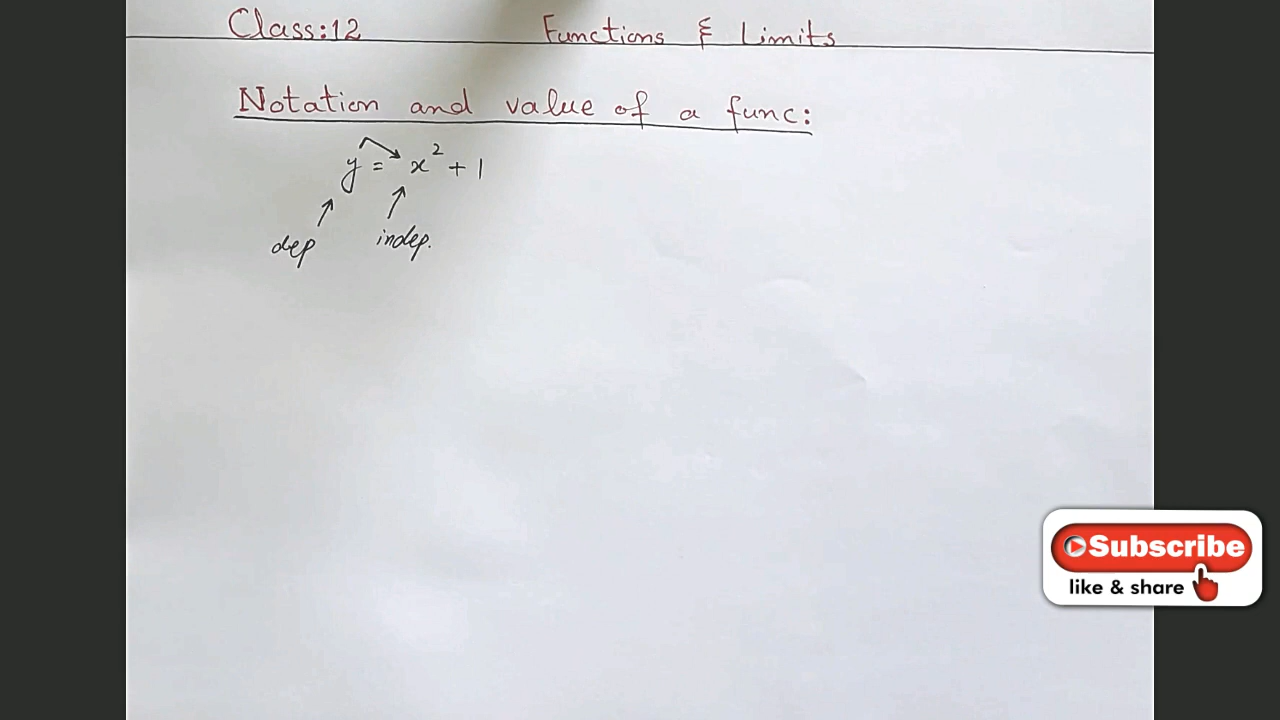 Class:12 Functions & Limits
Notation and value of a func:
y = x² + 1
dep indep.
Subscribe
like & share